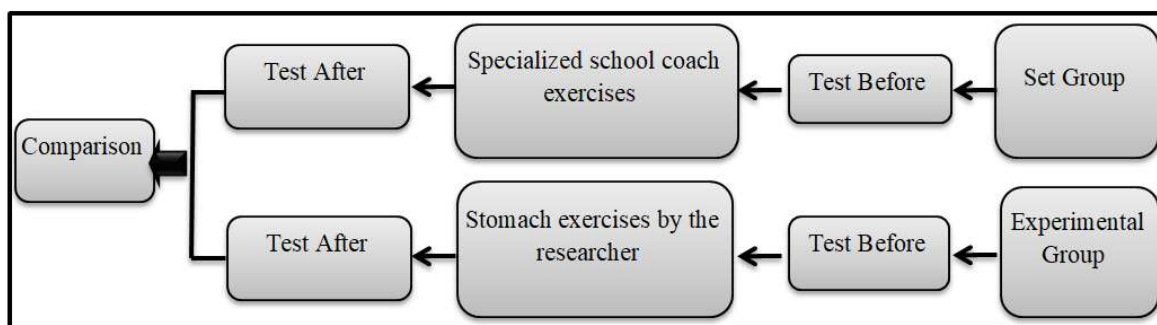 Test After
Specialized school coach
exercises
Test Before
Set Group
Comparison
Test After
Stomach exercises by the
researcher
Test Before
Experimental
Group